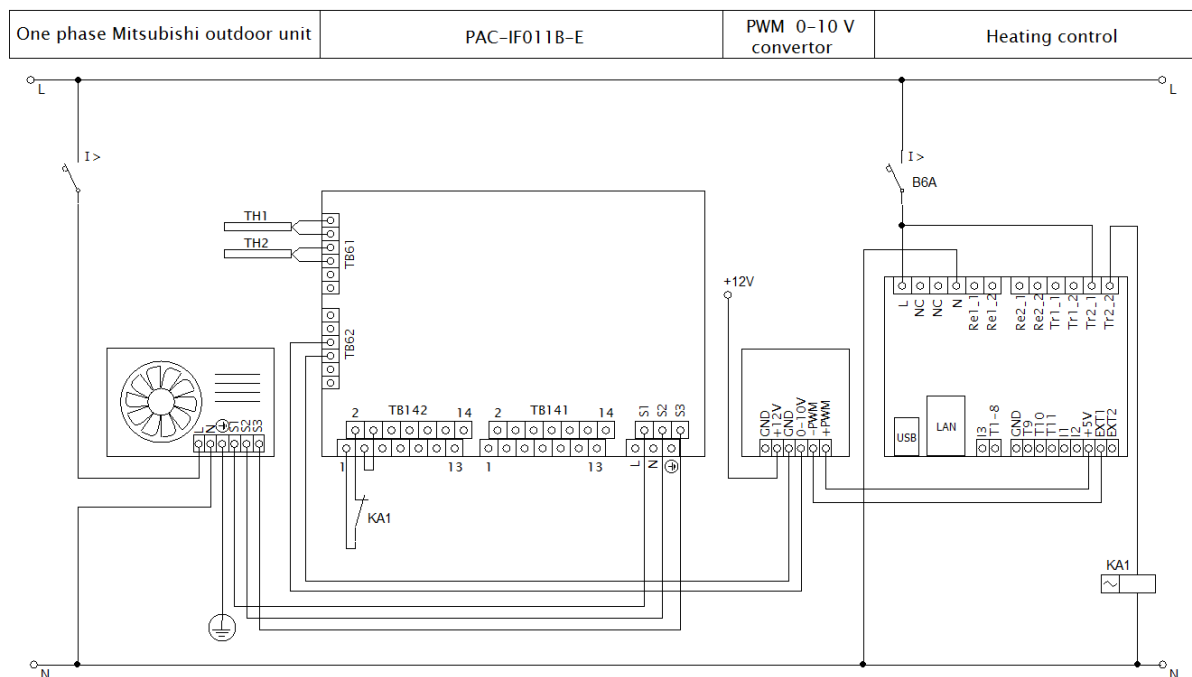 One phase Mitsubishi outdoor unit
PAC-IF011B-E
PWM 0-10 V
convertor
Heating control
L
L
I >
I >
B6A
TH1
TH2
TB61
TB62
+12V
L
NC
NC
N
Re1_1
Re1_2
Re2_1
Re2_2
Tr1_1
Tr1_2
Tr2_1
Tr2_2
2
TB142
14
2
TB141
14
S1
S2
S3
1
13
1
13
L
N
L
N
S1
S2
S3
GND
+12V
GND
0-10V
-PWM
+PWM
USB
LAN
I3
T1-8
GND
T9
T10
T11
I1
I2
+5V
EXT1
EXT2
KA1
KA1
N
N